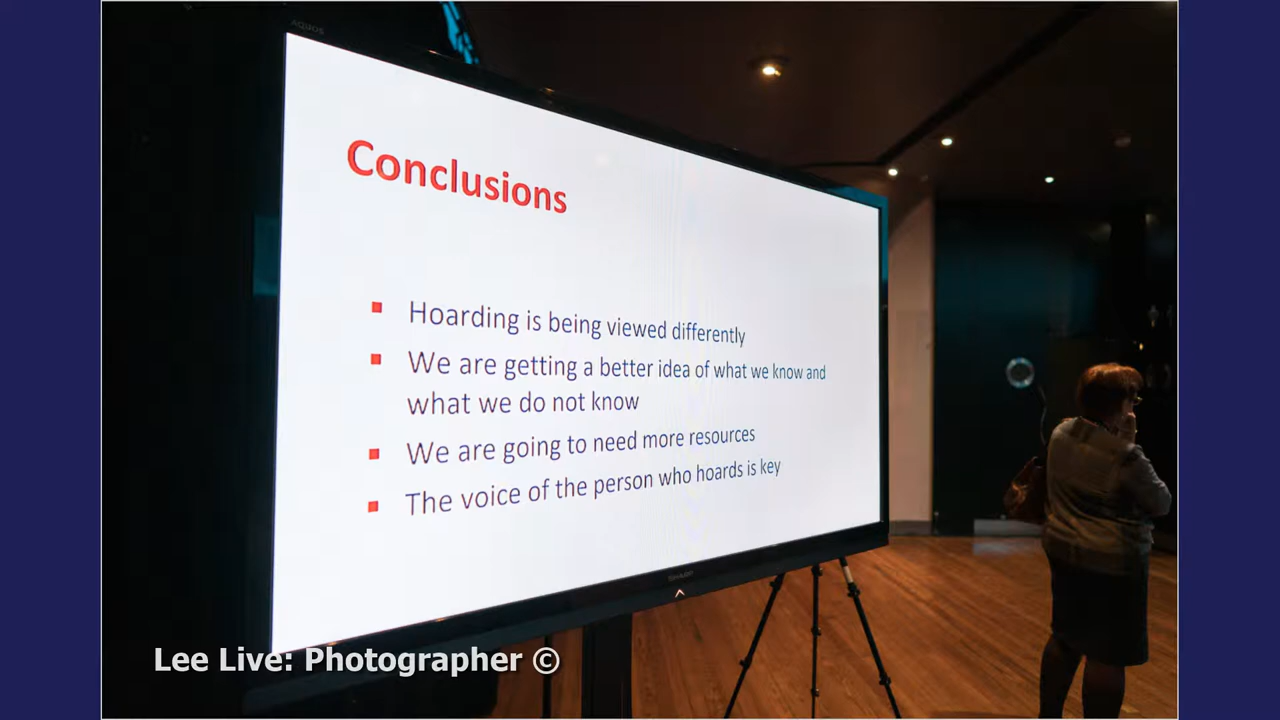 AQUOS
Conclusions
Hoarding is being viewed differently
We are getting a better idea of what we know and
what we do not know
We are going to need more resources
The voice of the person who hoards is key
SHARP
Lee Live: Photographer ©